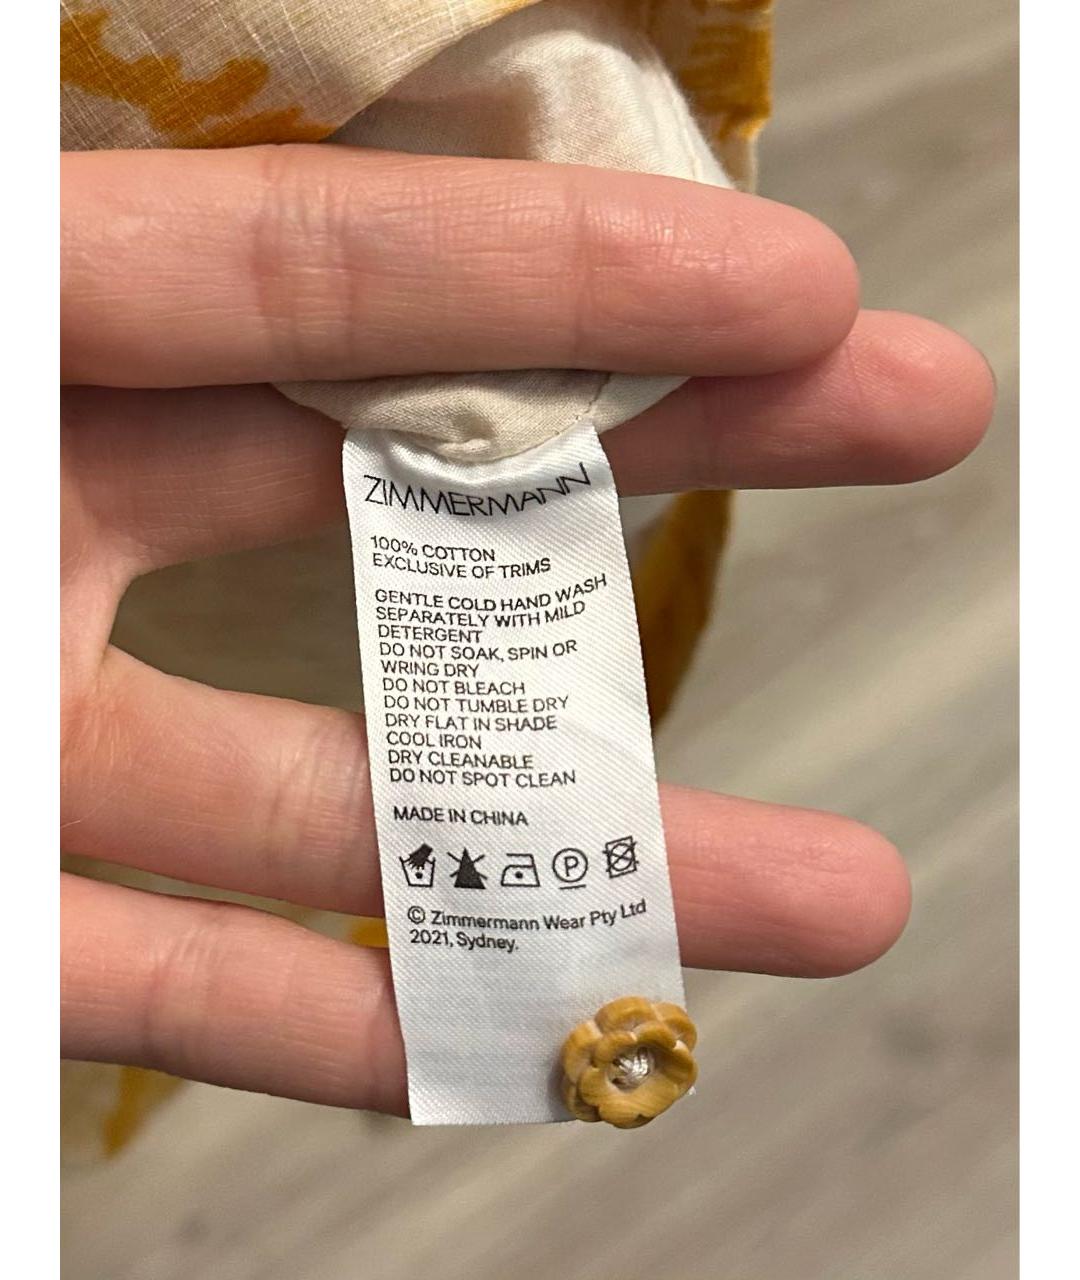 ZIMMERMANN
100% COTTON
EXCLUSIVE OF TRIMS
GENTLE COLD HAND WASH
SEPARATELY WITH MILD
DETERGENT
DO NOT SOAK, SPIN OR
WRING DRY
DO NOT BLEACH
DO NOT TUMBLE DRY
DRY FLAT IN SHADE
COOL IRON
DRY CLEANABLE
DO NOT SPOT CLEAN
MADE IN CHINA
P
© Zimmermann Wear Pty Ltd
2021, Sydney.